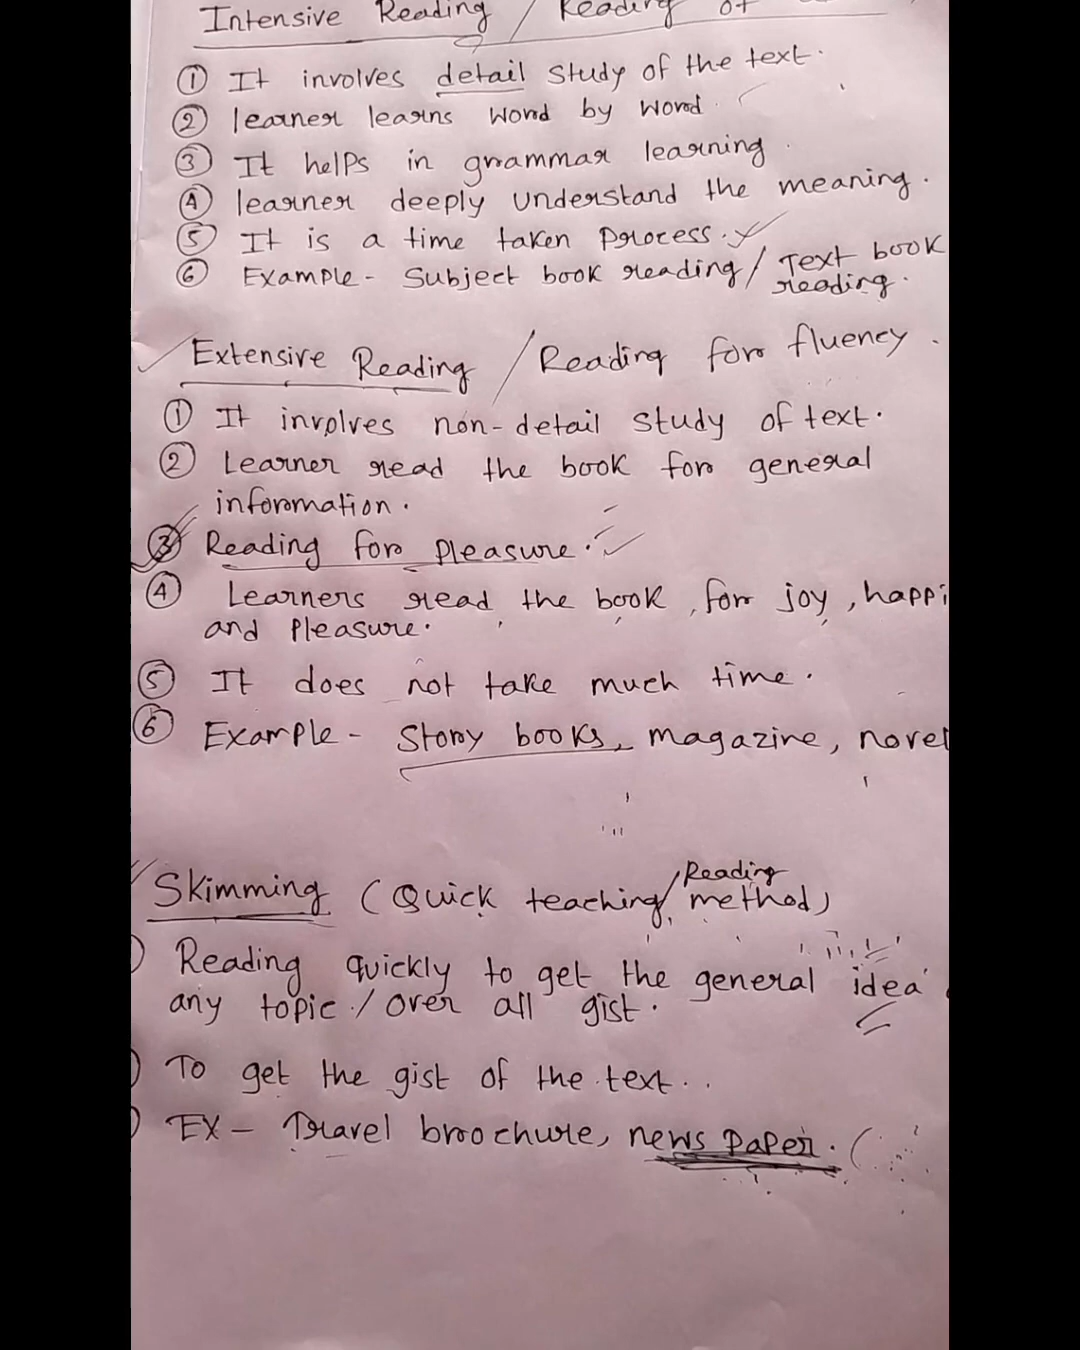 Intensive Reading / Reading of
① It involves detail study of the text.
② learner learns word by word.
③ It helps in grammar learning.
④ learner deeply understand the meaning.
⑤ It is a time taken process.
⑥ Example - Subject book reading / Text book
reading.
Extensive Reading / Reading for fluency.
① It involves non-detail study of text.
② Learner read the book for general
information.
③ Reading for pleasure.
④ Learners read the book, for joy, happi
and pleasure.
⑤ It does not take much time.
⑥ Example - Story books, magazine, novel
Skimming (Quick teaching / Reading method)
Reading quickly to get the general idea
any topic / over all gist.
To get the gist of the text..
EX - Travel brochure, news paper.